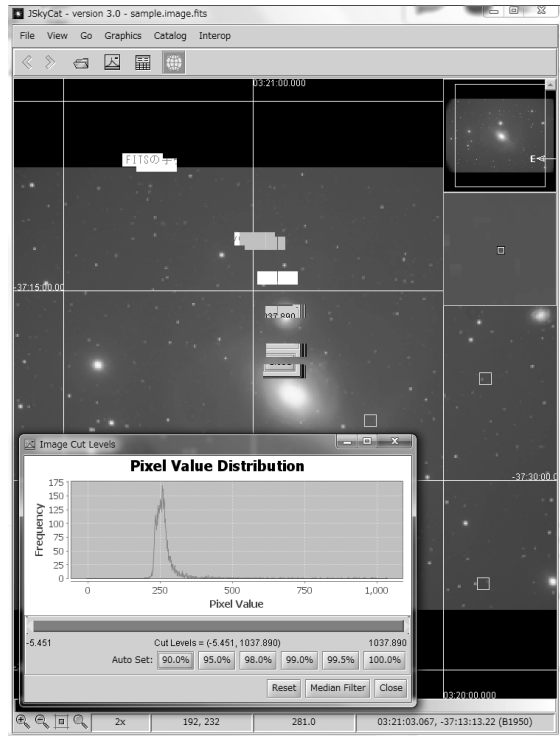 JSkyCat - version 3.0 - sample.image.fits
File View Go Graphics Catalog Interop
03:21:00.000
FITSの
E
-37:15:00.00
037.890
-37:30:00.0
Image Cut Levels
Pixel Value Distribution
Frequency
175
150
125
100
75
50
25
0
0 250 500 750 1,000
Pixel Value
-5.451 Cut Levels = (-5.451, 1037.890) 1037.890
Auto Set: 90.0% 95.0% 98.0% 99.0% 99.5% 100.0%
Reset Median Filter Close
03:20:00.000
2x 192, 232 281.0 03:21:03.067, -37:13:13.22 (B1950)